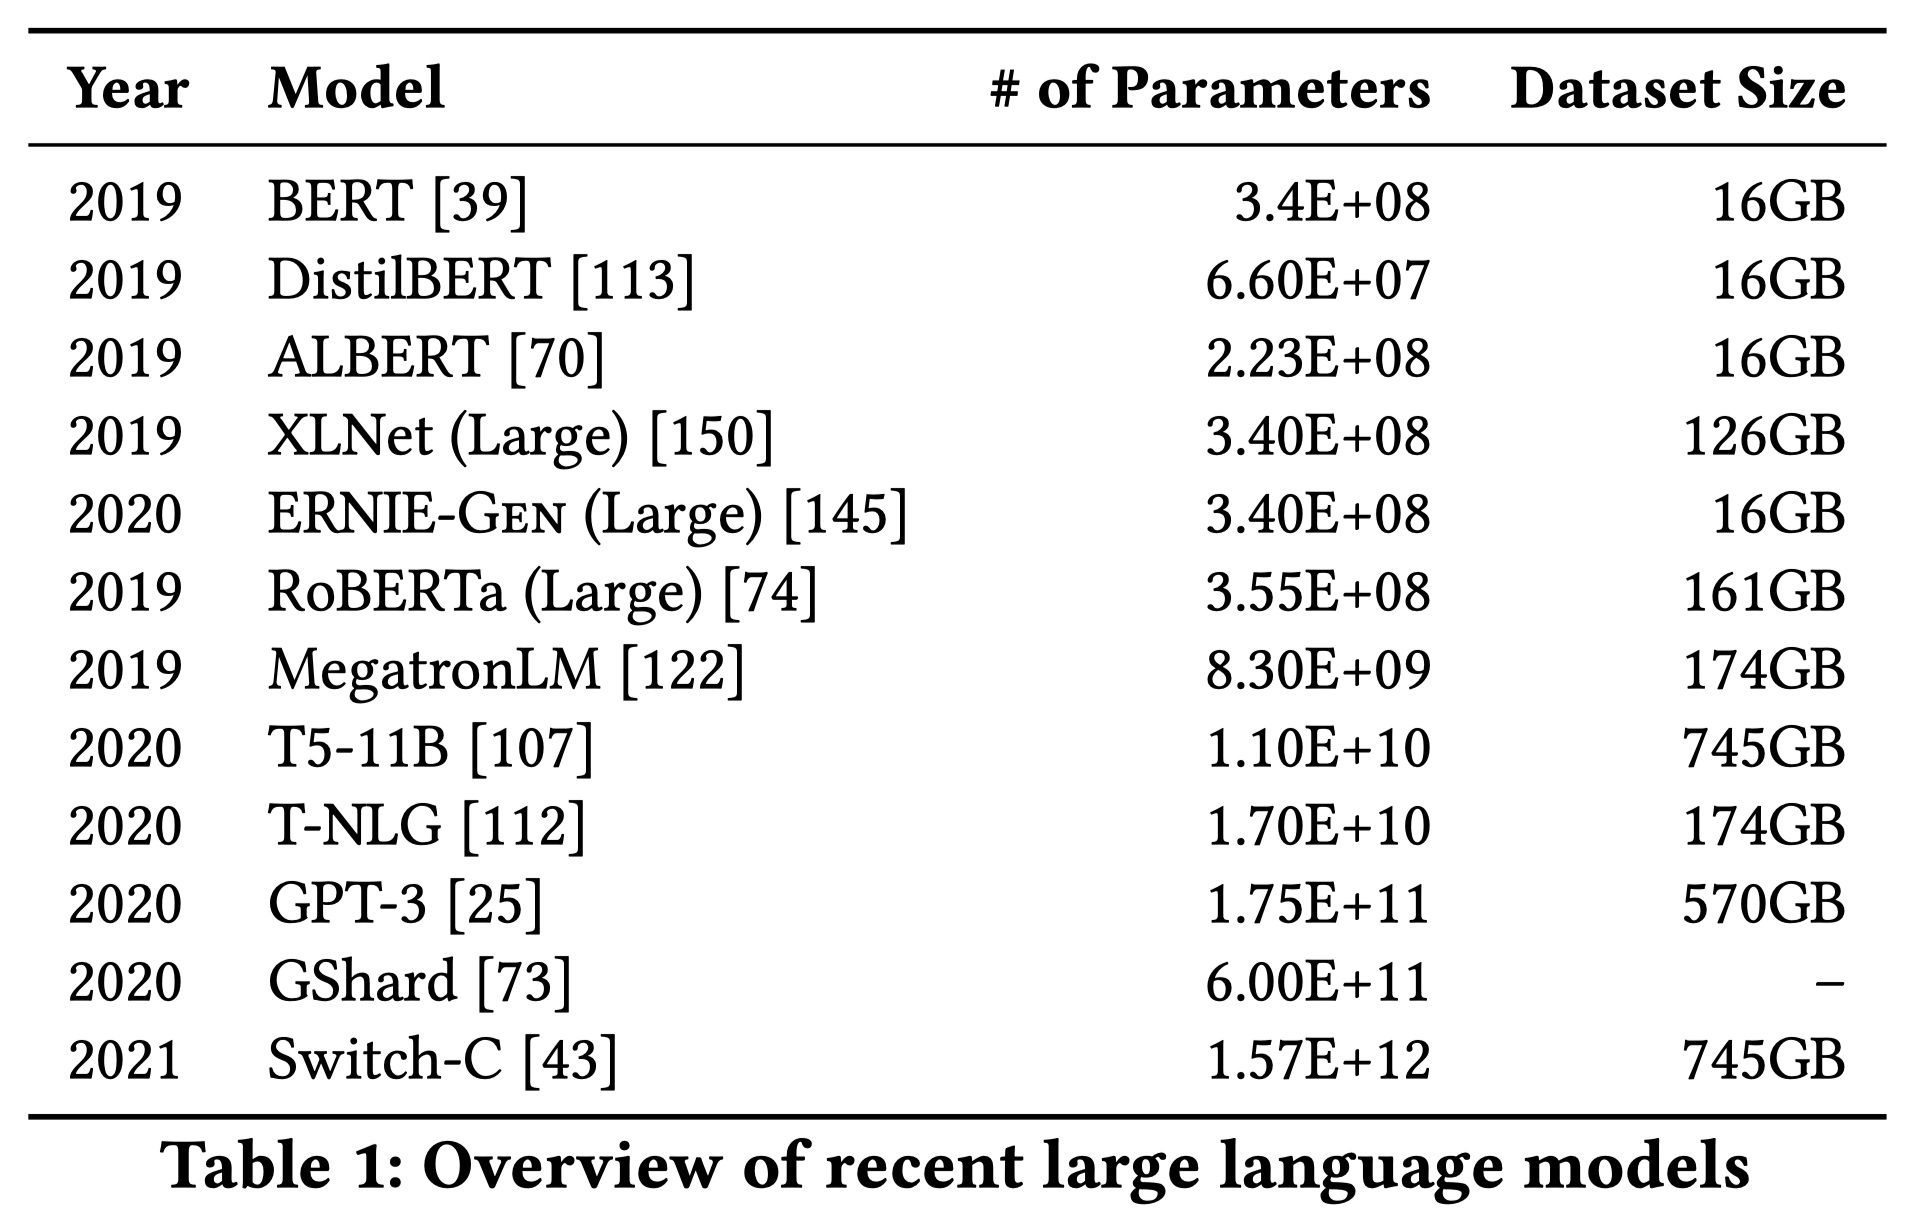 Year Model # of Parameters Dataset Size
2019 BERT [39] 3.4E+08 16GB
2019 DistilBERT [113] 6.60E+07 16GB
2019 ALBERT [70] 2.23E+08 16GB
2019 XLNet (Large) [150] 3.40E+08 126GB
2020 ERNIE-Gen (Large) [145] 3.40E+08 16GB
2019 RoBERTa (Large) [74] 3.55E+08 161GB
2019 MegatronLM [122] 8.30E+09 174GB
2020 T5-11B [107] 1.10E+10 745GB
2020 T-NLG [112] 1.70E+10 174GB
2020 GPT-3 [25] 1.75E+11 570GB
2020 GShard [73] 6.00E+11 –
2021 Switch-C [43] 1.57E+12 745GB
Table 1: Overview of recent large language models